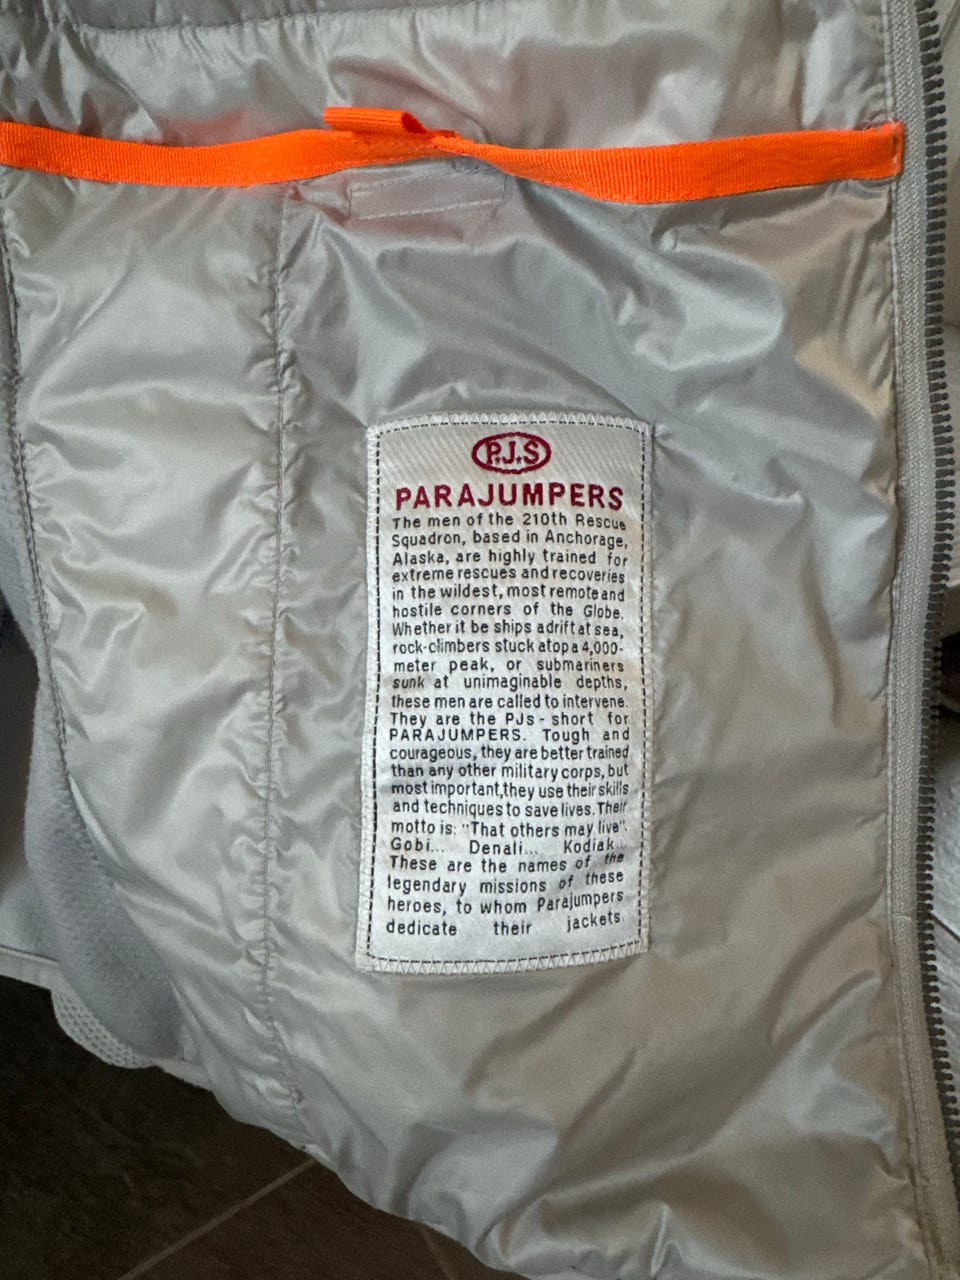 P.J.S
PARAJUMPERS
The men of the 210th Rescue
Squadron, based in Anchorage,
Alaska, are highly trained for
extreme rescues and recoveries
in the wildest, most remote and
hostile corners of the Globe.
Whether it be ships adrift at sea,
rock-climbers stuck atop a 4,000-
meter peak, or submariners
sunk at unimaginable depths,
these men are called to intervene.
They are the PJs - short for
PARAJUMPERS. Tough and
courageous, they are better trained
than any other military corps, but
most important,they use their skills
and techniques to save lives. Their
motto is: "That others may live".
Gobi... Denali... Kodiak...
These are the names of the
legendary missions of these
heroes, to whom Parajumpers
dedicate their jackets